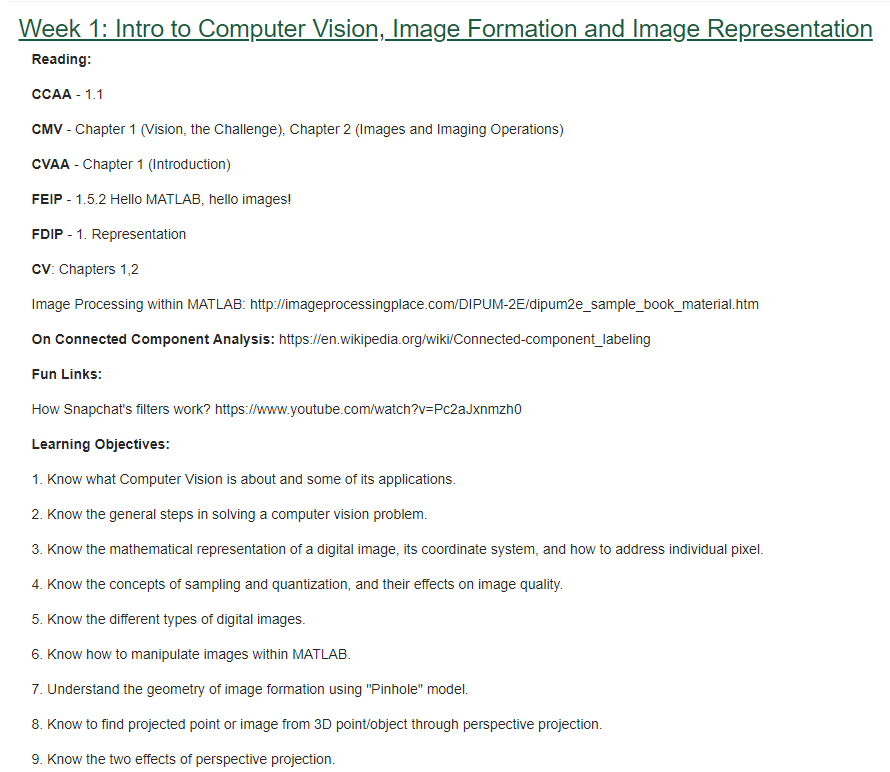 Week 1: Intro to Computer Vision, Image Formation and Image Representation
Reading:
CCAA - 1.1
CMV - Chapter 1 (Vision, the Challenge), Chapter 2 (Images and Imaging Operations)
CVAA - Chapter 1 (Introduction)
FEIP - 1.5.2 Hello MATLAB, hello images!
FDIP - 1. Representation
CV: Chapters 1,2
Image Processing within MATLAB: http://imageprocessingplace.com/DIPUM-2E/dipum2e_sample_book_material.htm
On Connected Component Analysis: https://en.wikipedia.org/wiki/Connected-component_labeling
Fun Links:
How Snapchat's filters work? https://www.youtube.com/watch?v=Pc2aJxnmzh0
Learning Objectives:
1. Know what Computer Vision is about and some of its applications.
2. Know the general steps in solving a computer vision problem.
3. Know the mathematical representation of a digital image, its coordinate system, and how to address individual pixel.
4. Know the concepts of sampling and quantization, and their effects on image quality.
5. Know the different types of digital images.
6. Know how to manipulate images within MATLAB.
7. Understand the geometry of image formation using "Pinhole" model.
8. Know to find projected point or image from 3D point/object through perspective projection.
9. Know the two effects of perspective projection.